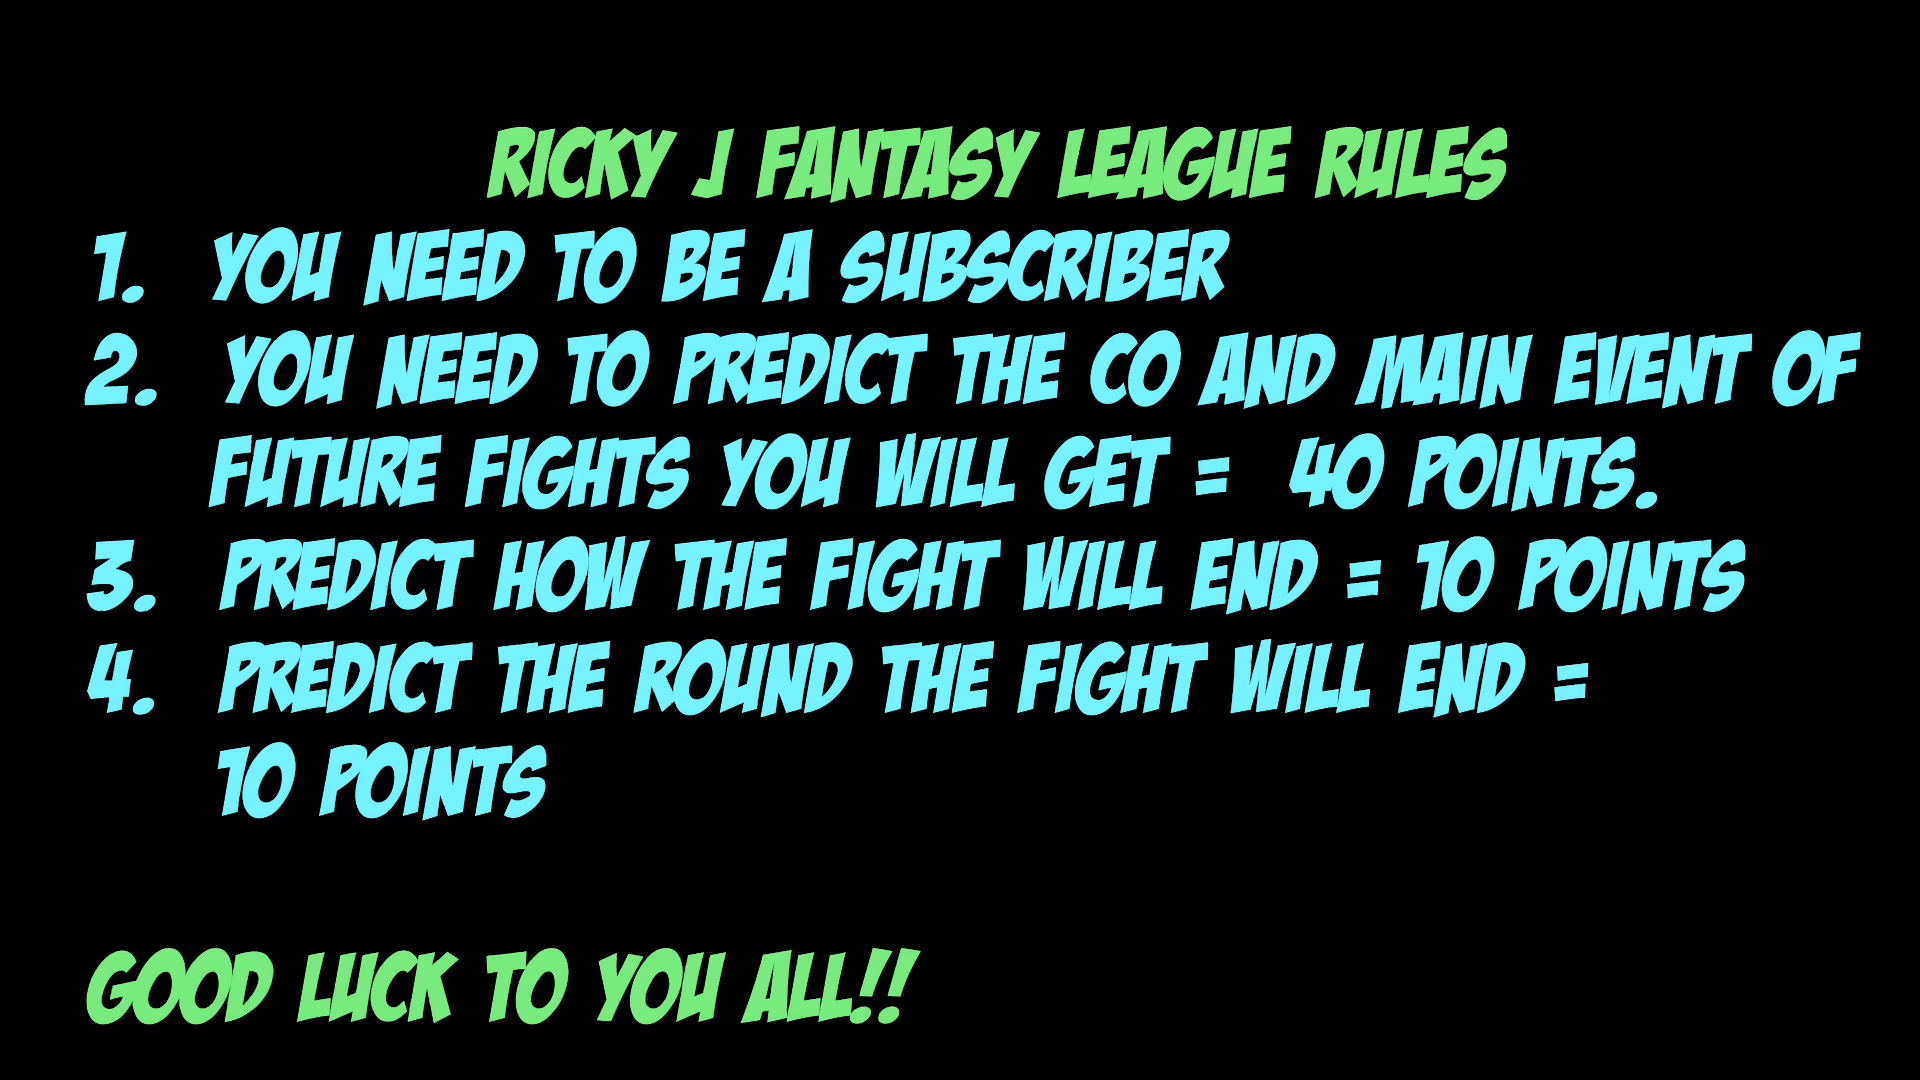 RICKY J FANTASY LEAGUE RULES
1. YOU NEED TO BE A SUBSCRIBER
2. YOU NEED TO PREDICT THE CO AND MAIN EVENT OF
FUTURE FIGHTS YOU WILL GET = 40 POINTS.
3. PREDICT HOW THE FIGHT WILL END = 10 POINTS
4. PREDICT THE ROUND THE FIGHT WILL END =
10 POINTS
GOOD LUCK TO YOU ALL!!